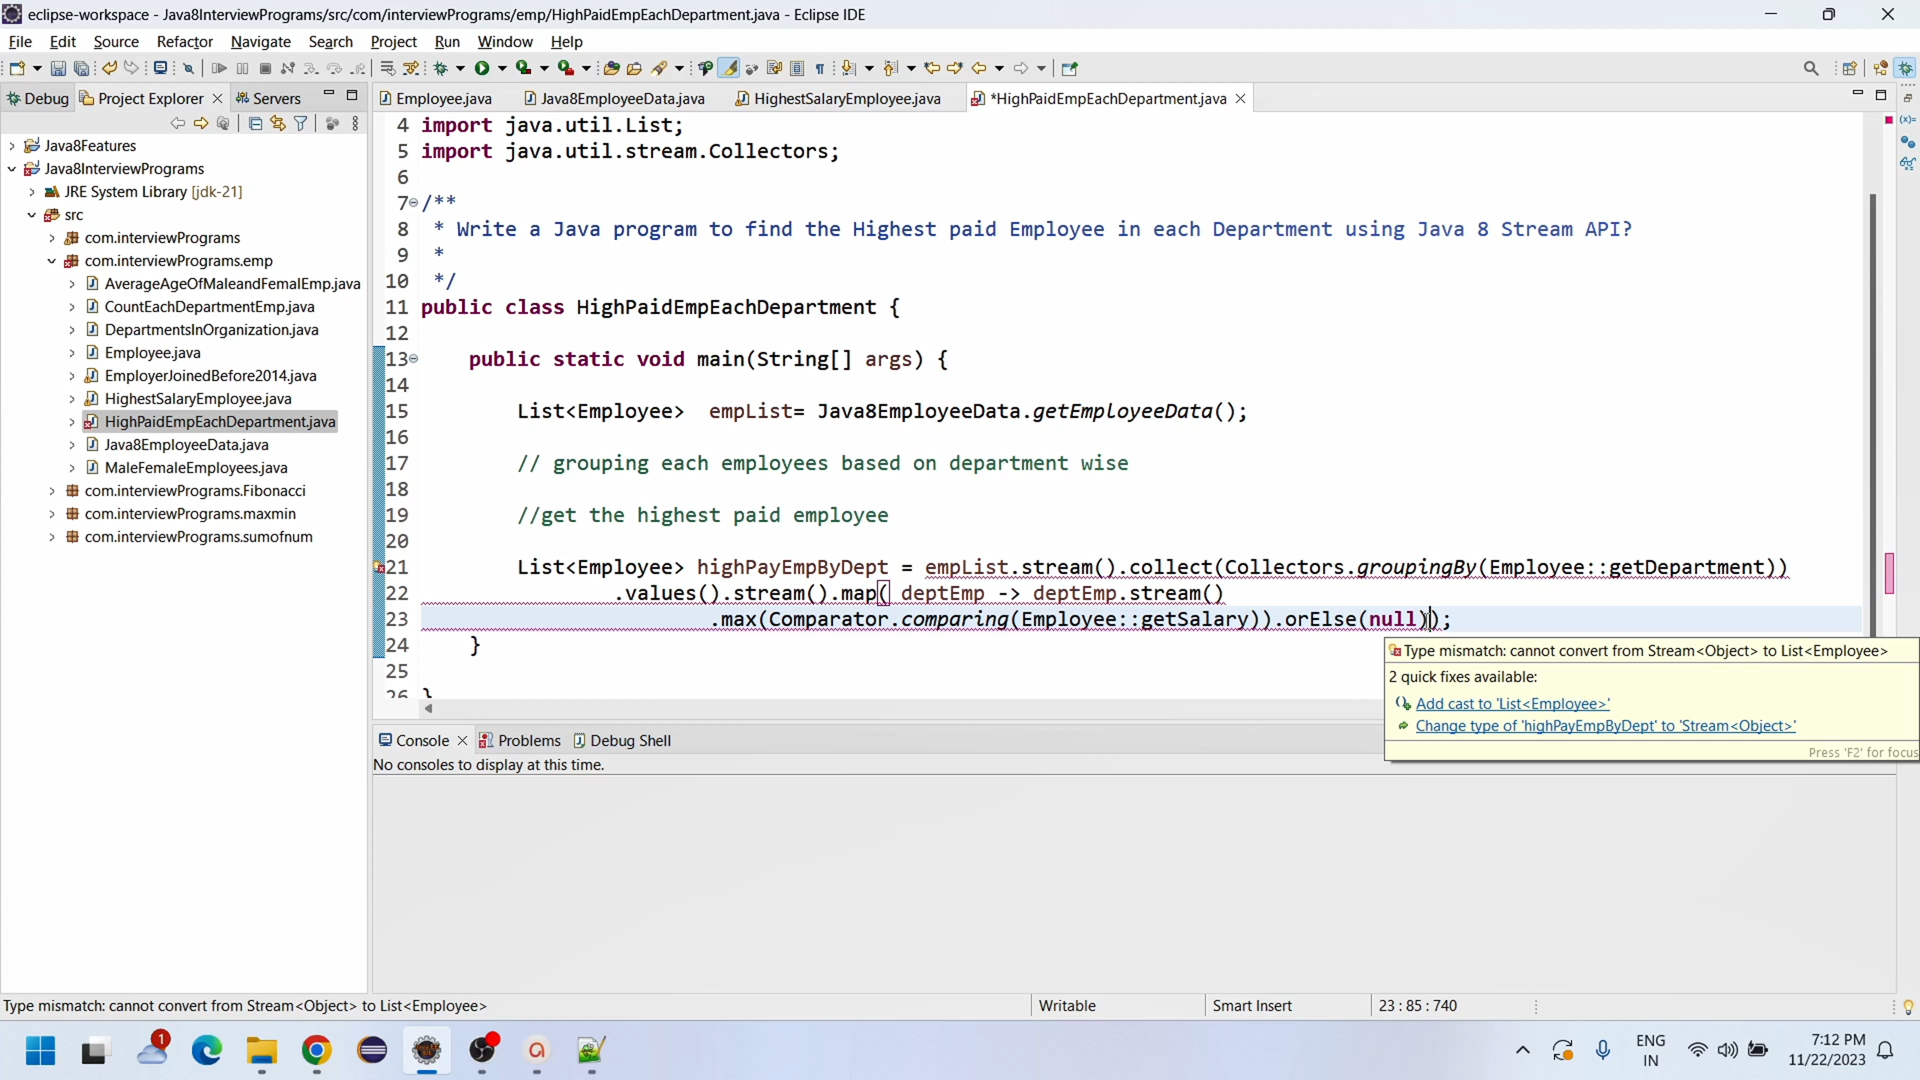 eclipse-workspace - Java8InterviewPrograms/src/com/interviewPrograms/emp/HighPaidEmpEachDepartment.java - Eclipse IDE
File Edit Source Refactor Navigate Search Project Run Window Help
Debug Project Explorer Servers
Employee.java Java8EmployeeData.java HighestSalaryEmployee.java *HighPaidEmpEachDepartment.java
Java8Features
Java8InterviewPrograms
JRE System Library [jdk-21]
src
com.interviewPrograms
com.interviewPrograms.emp
AverageAgeOfMaleandFemalEmp.java
CountEachDepartmentEmp.java
DepartmentsInOrganization.java
Employee.java
EmployerJoinedBefore2014.java
HighestSalaryEmployee.java
HighPaidEmpEachDepartment.java
Java8EmployeeData.java
MaleFemaleEmployees.java
com.interviewPrograms.Fibonacci
com.interviewPrograms.maxmin
com.interviewPrograms.sumofnum
4 import java.util.List;
5 import java.util.stream.Collectors;
6
7 /**
8 * Write a Java program to find the Highest paid Employee in each Department using Java 8 Stream API?
9 *
10 */
11 public class HighPaidEmpEachDepartment {
12
13 public static void main(String[] args) {
14
15 List<Employee> empList= Java8EmployeeData.getEmployeeData();
16
17 // grouping each employees based on department wise
18
19 //get the highest paid employee
20
21 List<Employee> highPayEmpByDept = empList.stream().collect(Collectors.groupingBy(Employee::getDepartment))
22 .values().stream().map( deptEmp -> deptEmp.stream()
23 .max(Comparator.comparing(Employee::getSalary)).orElse(null));
24 }
25
26 }
Type mismatch: cannot convert from Stream<Object> to List<Employee>
2 quick fixes available:
Add cast to 'List<Employee>'
Change type of 'highPayEmpByDept' to 'Stream<Object>'
Press 'F2' for focus
Console Problems Debug Shell
No consoles to display at this time.
Type mismatch: cannot convert from Stream<Object> to List<Employee>
Writable Smart Insert 23 : 85 : 740
1
ENG
IN
7:12 PM
11/22/2023